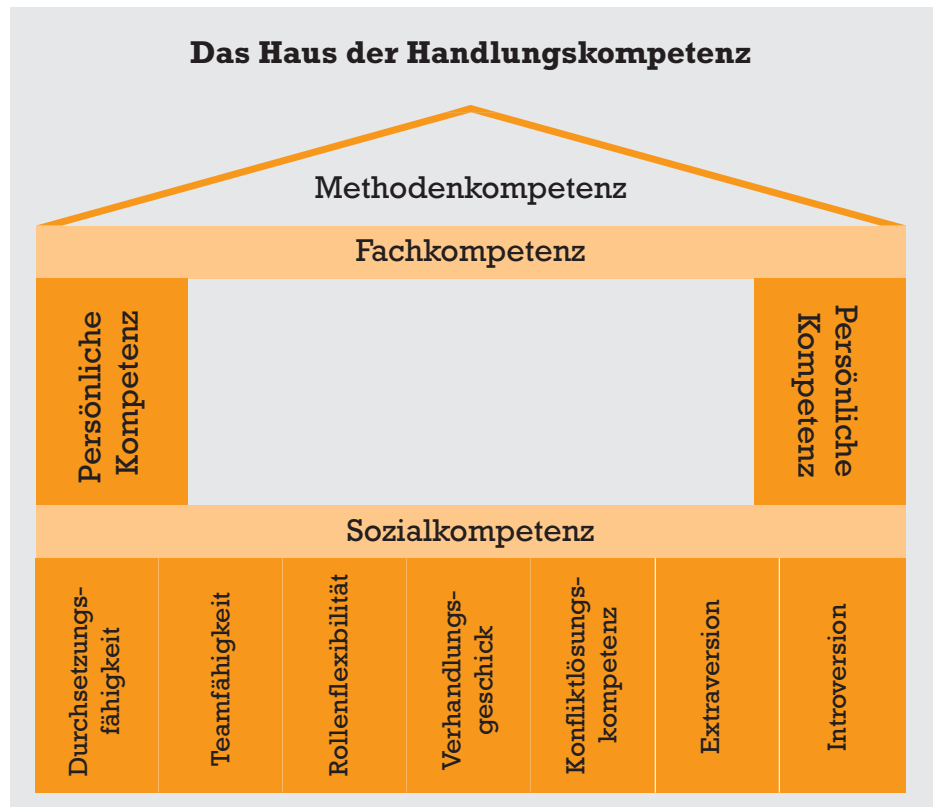 Das Haus der Handlungskompetenz
Methodenkompetenz
Fachkompetenz
Persönliche
Kompetenz
Persönliche
Kompetenz
Sozialkompetenz
Durchsetzungs-
fähigkeit
Teamfähigkeit
Rollenflexibilität
Verhandlungs-
geschick
Konfliktlösungs-
kompetenz
Extraversion
Introversion